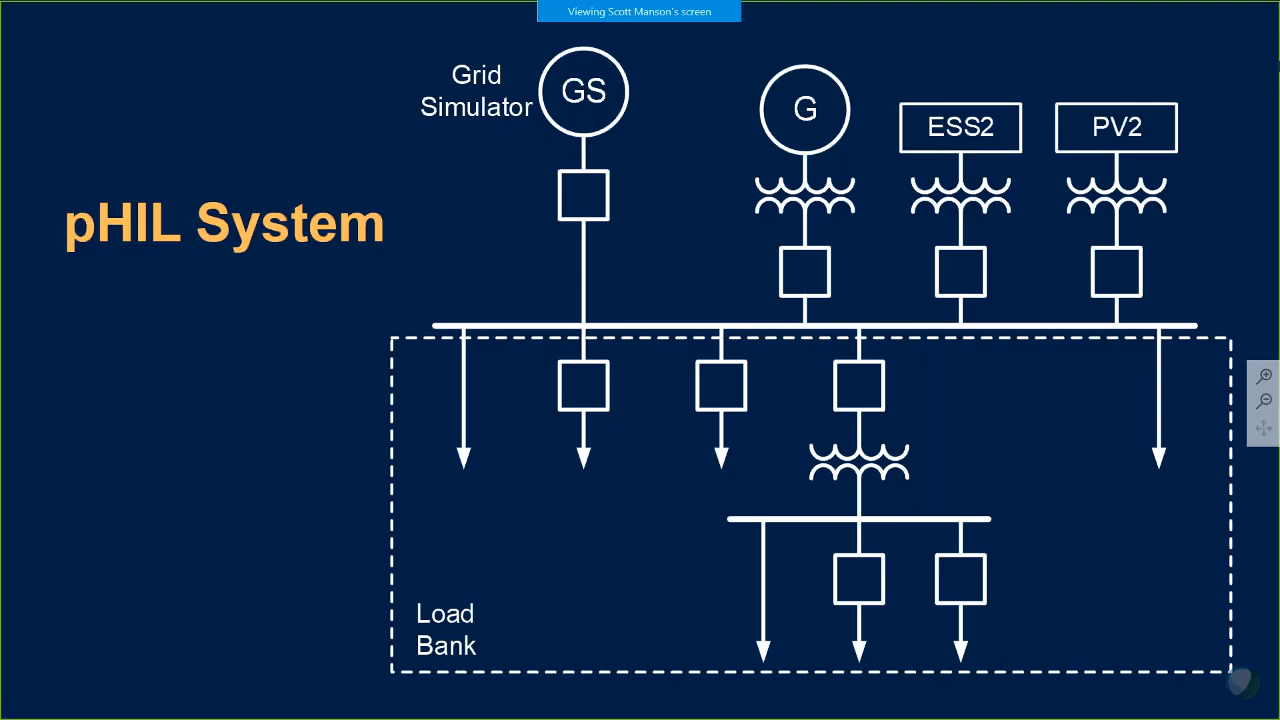 Viewing Scott Manson's screen
Grid
Simulator
GS
G
ESS2
PV2
pHIL System
Load
Bank